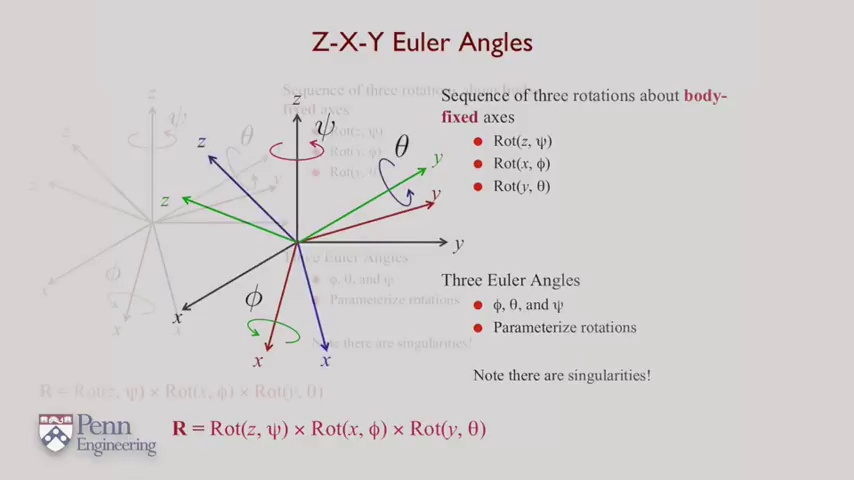 Z-X-Y Euler Angles
Sequence of three rotations about body-
fixed axes
Rot(z, ψ)
Rot(x, ϕ)
Rot(y, θ)
z
ψ
z
θ
y
z
y
y
ϕ
x
x
x
Three Euler Angles
ϕ, θ, and ψ
Parameterize rotations
Note there are singularities!
R = Rot(z, ψ) × Rot(x, ϕ) × Rot(y, θ)
Penn
Engineering